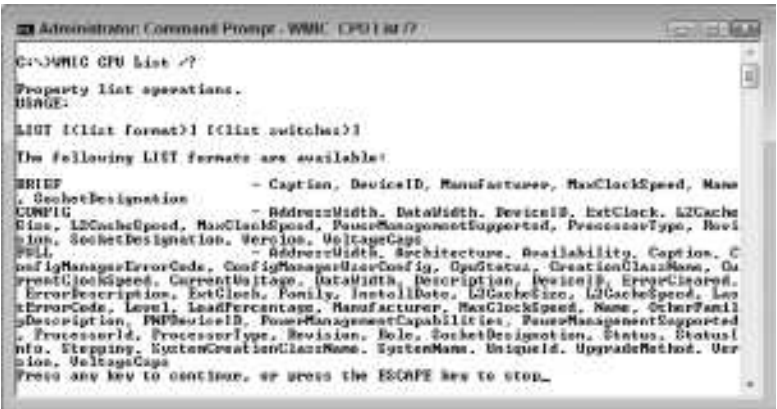 Administrator: Command Prompt - WMIC CPU List /?
C:\>WMIC CPU List /?
Property list operations.
USAGE:
LIST [<list format>] [<list switches>]
The following LIST formats are available:
BRIEF - Caption, DeviceID, Manufacturer, MaxClockSpeed, Name
, SocketDesignation
CONFIG - AddressWidth, DataWidth, DeviceID, ExtClock, L2Cache
Size, L2CacheSpeed, MaxClockSpeed, PowerManagementSupported, ProcessorType, Revi
sion, SocketDesignation, Version, VoltageCaps
FULL - AddressWidth, Architecture, Availability, Caption, C
onfigManagerErrorCode, ConfigManagerUserConfig, CpuStatus, CreationClassName, Cu
rrentClockSpeed, CurrentVoltage, DataWidth, Description, DeviceID, ErrorCleared,
ErrorDescription, ExtClock, Family, InstallDate, L2CacheSize, L2CacheSpeed, Las
tErrorCode, Level, LoadPercentage, Manufacturer, MaxClockSpeed, Name, OtherFamil
yDescription, PNPDeviceID, PowerManagementCapabilities, PowerManagementSupported
, ProcessorId, ProcessorType, Revision, Role, SocketDesignation, Status, StatusI
nfo, Stepping, SystemCreationClassName, SystemName, UniqueId, UpgradeMethod, Ver
sion, VoltageCaps
Press any key to continue, or press the ESCAPE key to stop_